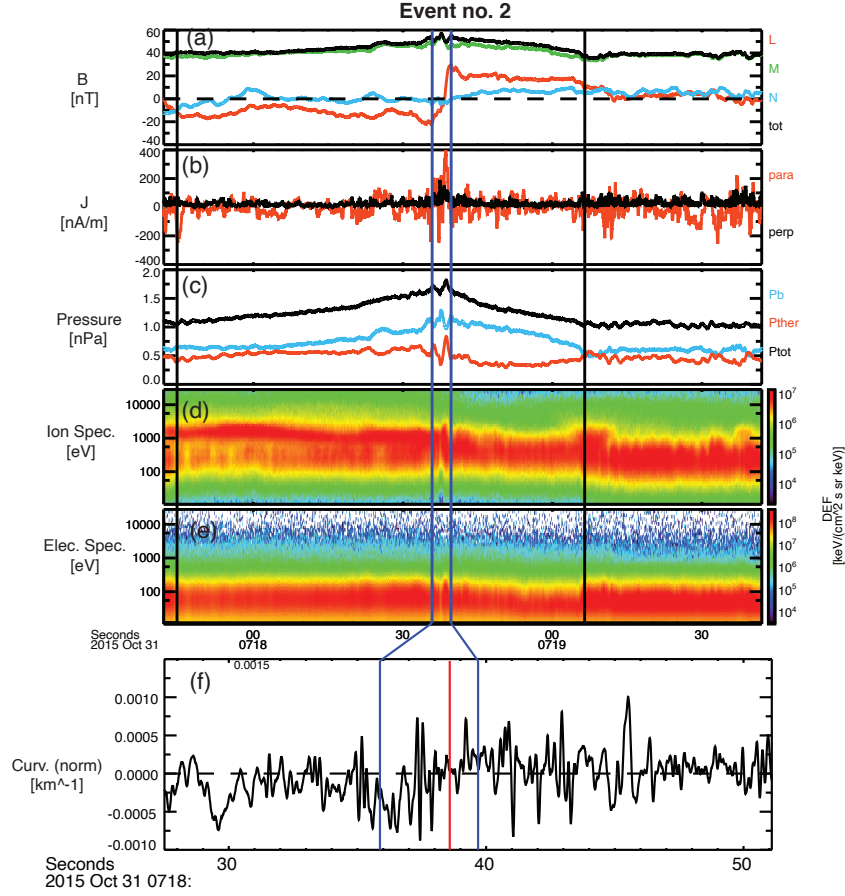 Event no. 2
(a)
60
40
20
0
-20
-40
B
[nT]
L
M
N
tot
(b)
400
200
0
-200
-400
J
[nA/m]
para
perp
(c)
2.0
1.5
1.0
0.5
0.0
Pressure
[nPa]
Pb
Pther
Ptot
(d)
10000
1000
100
Ion Spec.
[eV]
10^7
10^6
10^5
10^4
(e)
10000
1000
100
Elec. Spec.
[eV]
10^8
10^7
10^6
10^5
10^4
DEF
[keV/(cm^2 s sr keV)]
Seconds
2015 Oct 31
00
0718
30
00
0719
30
(f)
0.0015
0.0010
0.0005
0.0000
-0.0005
-0.0010
Curv. (norm)
[km^-1]
30
40
50
Seconds
2015 Oct 31 0718: